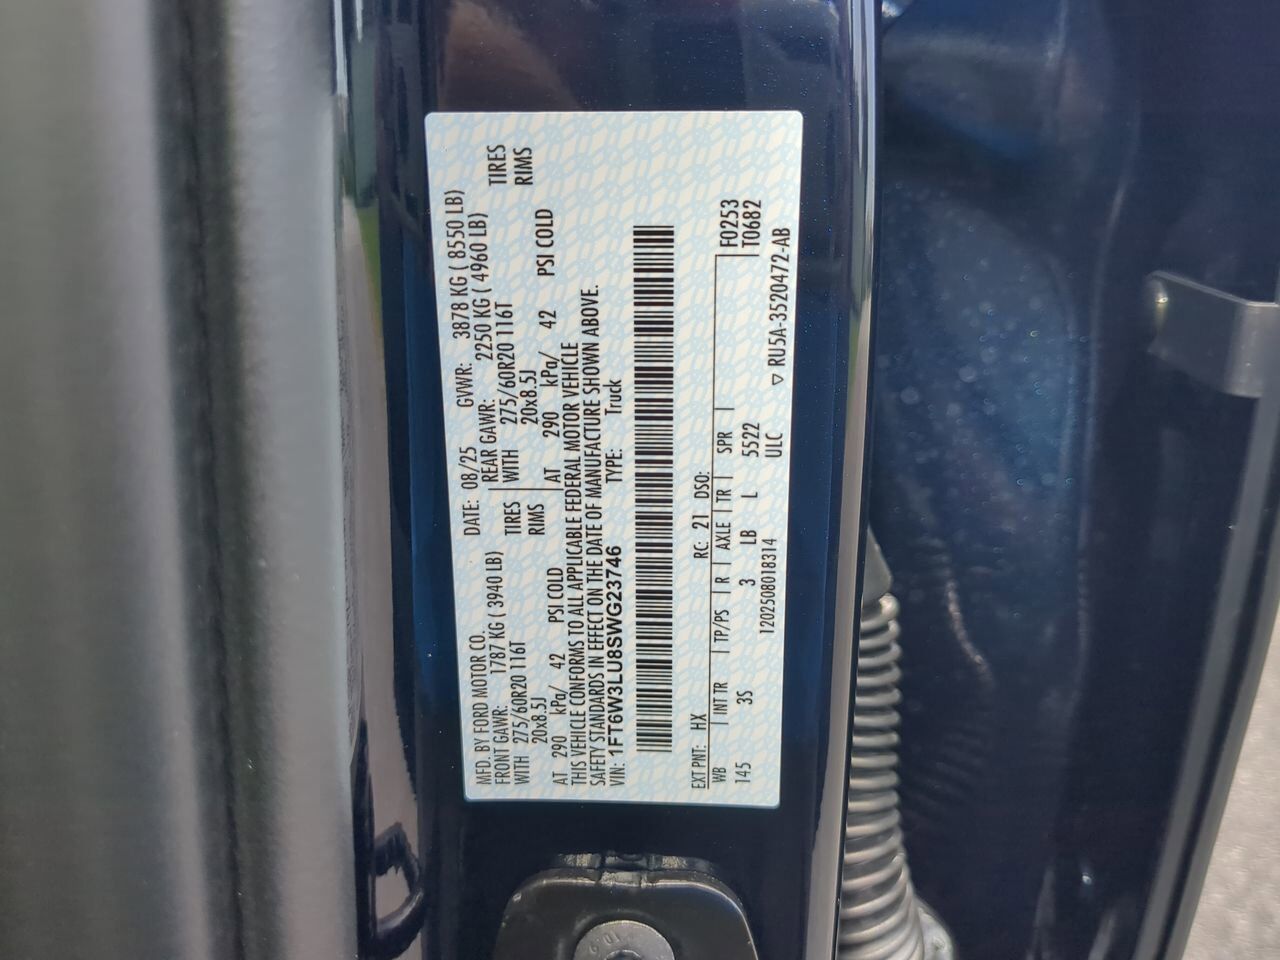 MFD. BY FORD MOTOR CO. DATE: 08/25 GVWR: 3878 KG ( 8550 LB)
FRONT GAWR: 1787 KG ( 3940 LB) REAR GAWR: 2250 KG ( 4960 LB)
WITH 275/60R20 116T TIRES WITH 275/60R20 116T TIRES
20x8.5J RIMS 20x8.5J RIMS
AT 290 kPa/ 42 PSI COLD AT 290 kPa/ 42 PSI COLD
THIS VEHICLE CONFORMS TO ALL APPLICABLE FEDERAL MOTOR VEHICLE
SAFETY STANDARDS IN EFFECT ON THE DATE OF MANUFACTURE SHOWN ABOVE.
VIN: 1FT6W3LU8SWG23746 TYPE: Truck
EXT PNT: HX RC: 21 DSO:
WB INT TR TP/PS R AXLE TR SPR F0253
145 3S 3 LB L 5522 T0682
1202508018314 ULC ▽ RU5A-3520472-AB
10.9